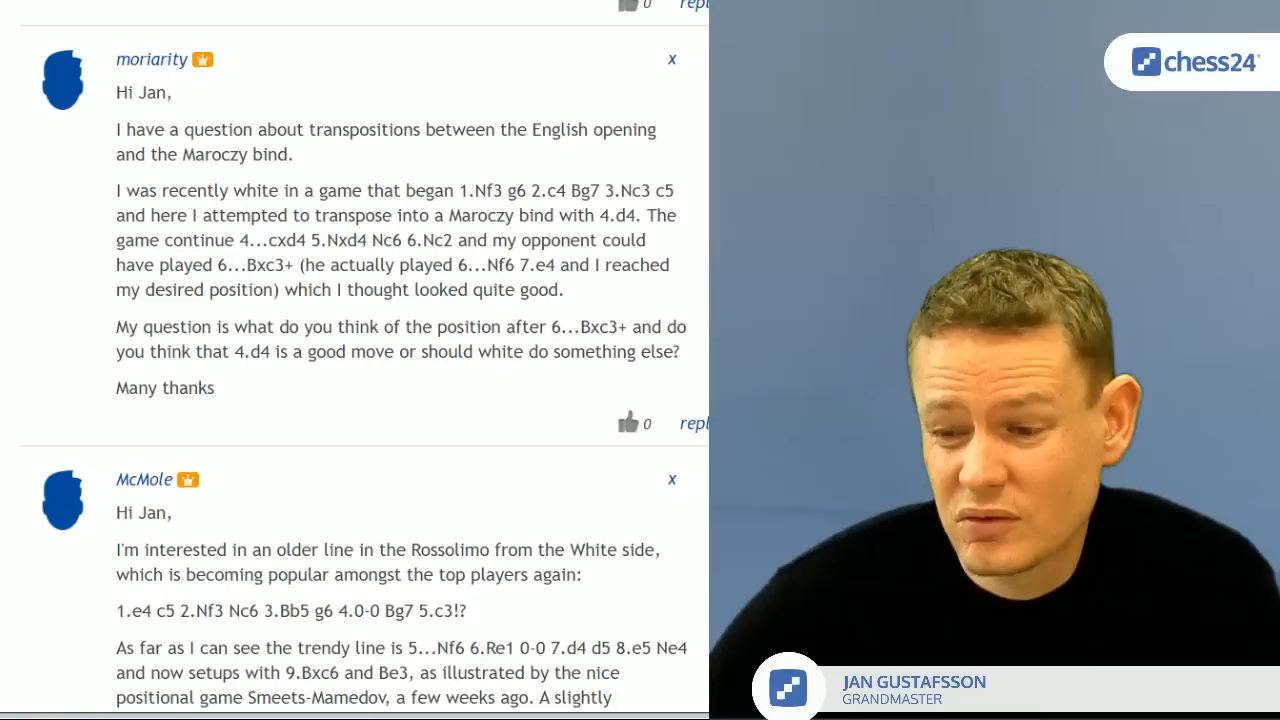 0 repl
moriarity x
Hi Jan,
I have a question about transpositions between the English opening
and the Maroczy bind.
I was recently white in a game that began 1.Nf3 g6 2.c4 Bg7 3.Nc3 c5
and here I attempted to transpose into a Maroczy bind with 4.d4. The
game continue 4...cxd4 5.Nxd4 Nc6 6.Nc2 and my opponent could
have played 6...Bxc3+ (he actually played 6...Nf6 7.e4 and I reached
my desired position) which I thought looked quite good.
My question is what do you think of the position after 6...Bxc3+ and do
you think that 4.d4 is a good move or should white do something else?
Many thanks
0 repl
McMole x
Hi Jan,
I'm interested in an older line in the Rossolimo from the White side,
which is becoming popular amongst the top players again:
1.e4 c5 2.Nf3 Nc6 3.Bb5 g6 4.0-0 Bg7 5.c3!?
As far as I can see the trendy line is 5...Nf6 6.Re1 0-0 7.d4 d5 8.e5 Ne4
and now setups with 9.Bxc6 and Be3, as illustrated by the nice
positional game Smeets-Mamedov, a few weeks ago. A slightly
chess24
JAN GUSTAFSSON
GRANDMASTER